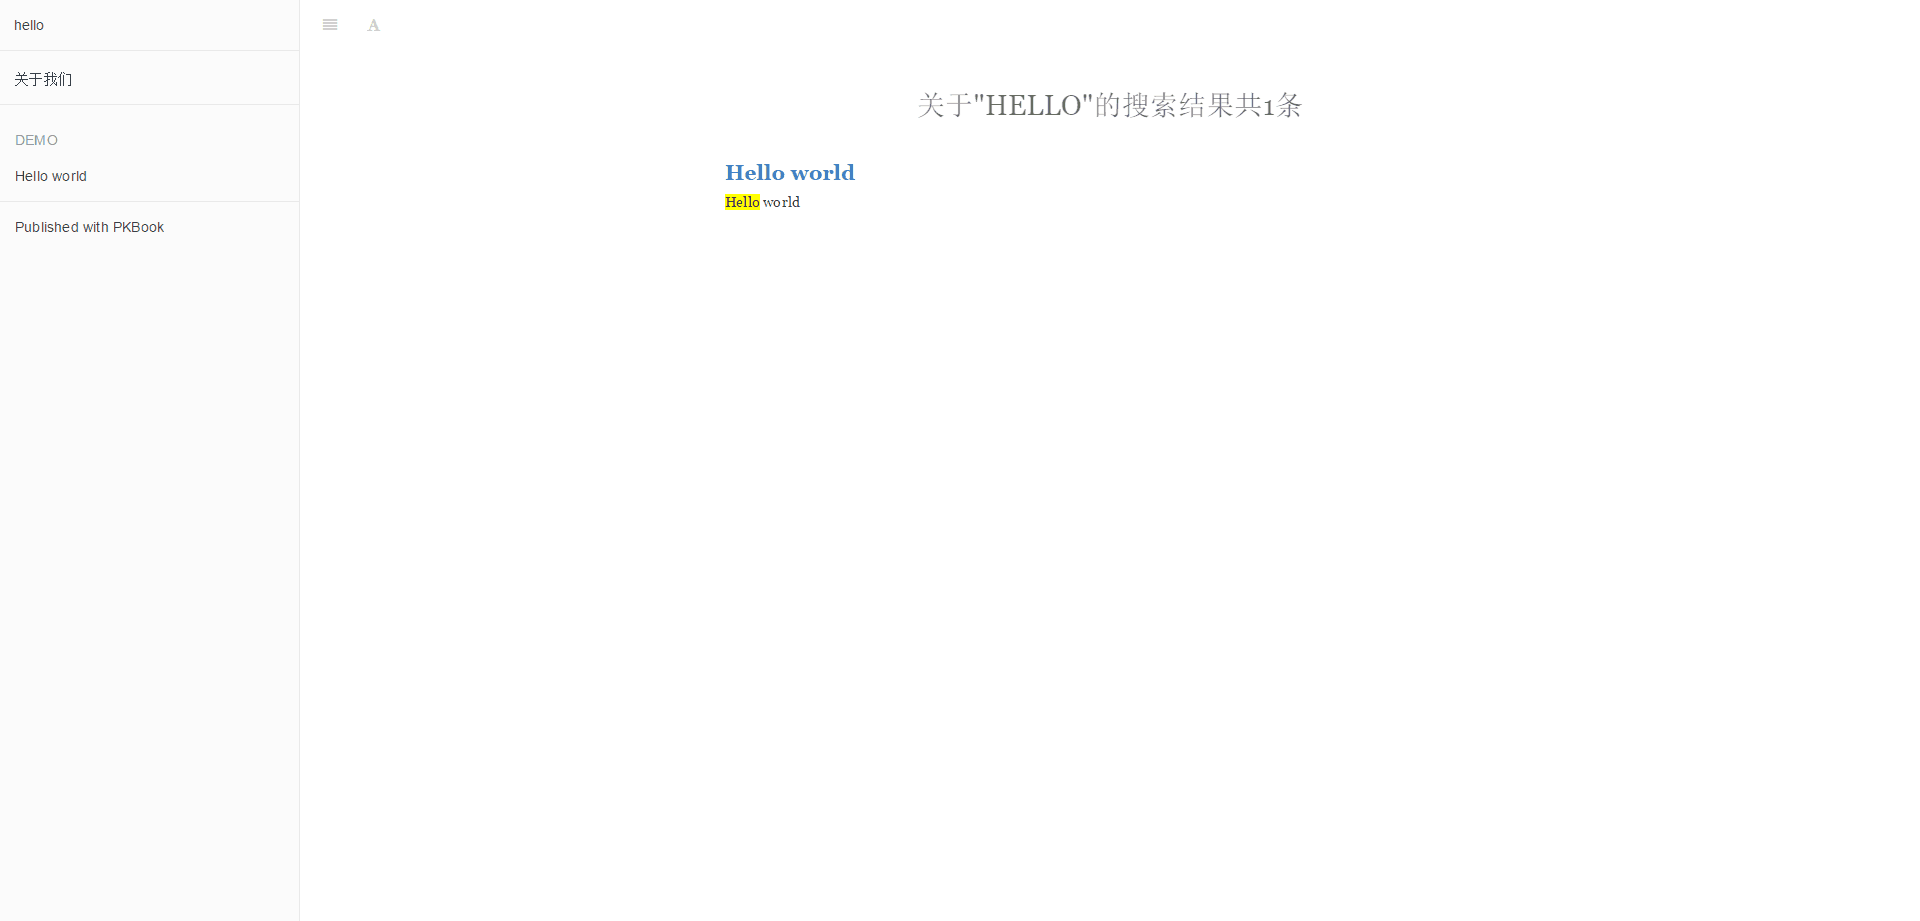 hello
关于我们
DEMO
Hello world
Published with PKBook
A
关于"HELLO"的搜索结果共1条
Hello world
Hello world